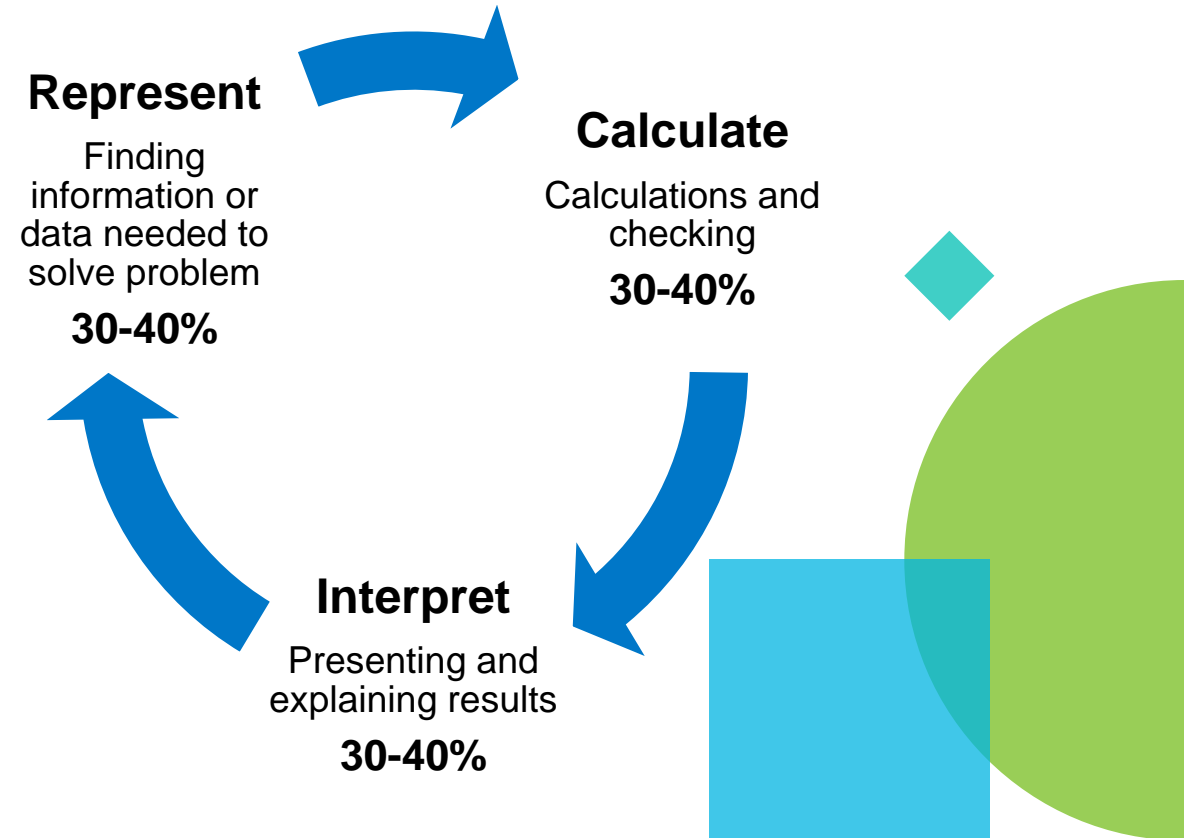 Represent
Finding
information or
data needed to
solve problem
30-40%
Calculate
Calculations and
checking
30-40%
Interpret
Presenting and
explaining results
30-40%